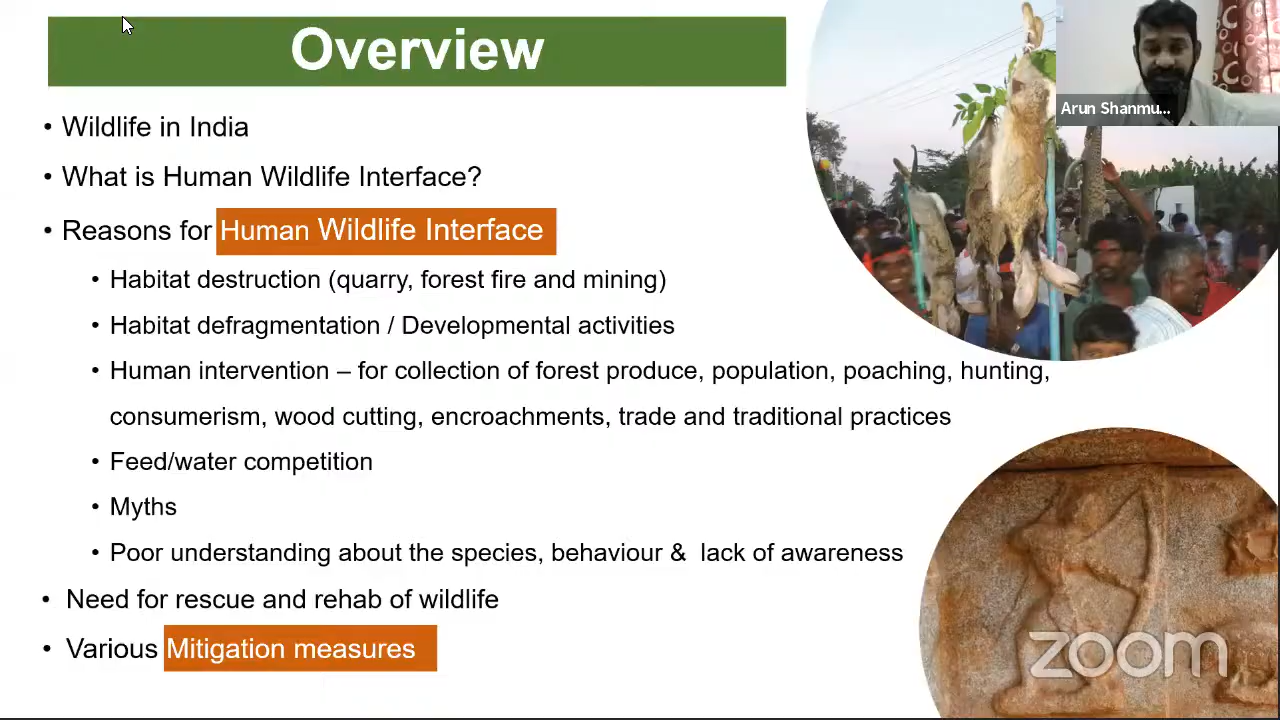 Overview
Arun Shanmu...
• Wildlife in India
• What is Human Wildlife Interface?
• Reasons for Human Wildlife Interface
• Habitat destruction (quarry, forest fire and mining)
• Habitat defragmentation / Developmental activities
• Human intervention – for collection of forest produce, population, poaching, hunting,
consumerism, wood cutting, encroachments, trade and traditional practices
• Feed/water competition
• Myths
• Poor understanding about the species, behaviour & lack of awareness
• Need for rescue and rehab of wildlife
• Various Mitigation measures
zoom